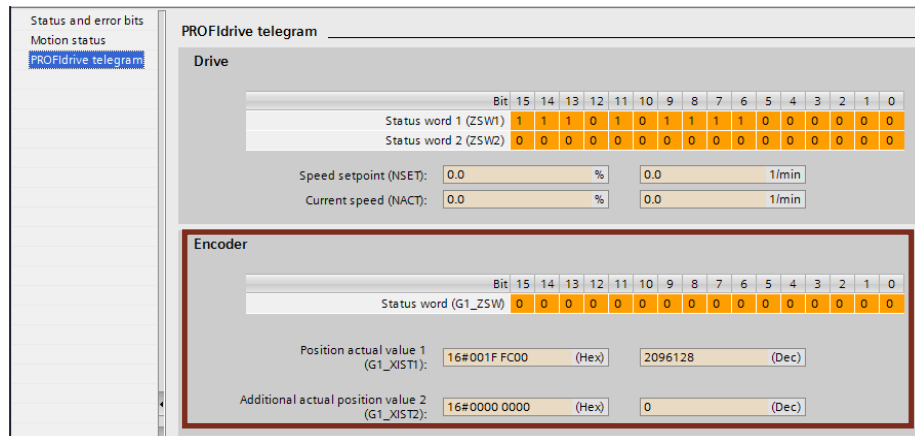 Status and error bits
Motion status
PROFIdrive telegram
PROFIdrive telegram
Drive
Bit 15 14 13 12 11 10 9 8 7 6 5 4 3 2 1 0
Status word 1 (ZSW1) 1 1 1 0 1 0 1 1 1 1 0 0 0 0 0 0
Status word 2 (ZSW2) 0 0 0 0 0 0 0 0 0 0 0 0 0 0 0 0
Speed setpoint (NSET): 0.0 % 0.0 1/min
Current speed (NACT): 0.0 % 0.0 1/min
Encoder
Bit 15 14 13 12 11 10 9 8 7 6 5 4 3 2 1 0
Status word (G1_ZSW) 0 0 0 0 0 0 0 0 0 0 0 0 0 0 0 0
Position actual value 1
(G1_XIST1): 16#001F FC00 (Hex) 2096128 (Dec)
Additional actual position value 2
(G1_XIST2): 16#0000 0000 (Hex) 0 (Dec)